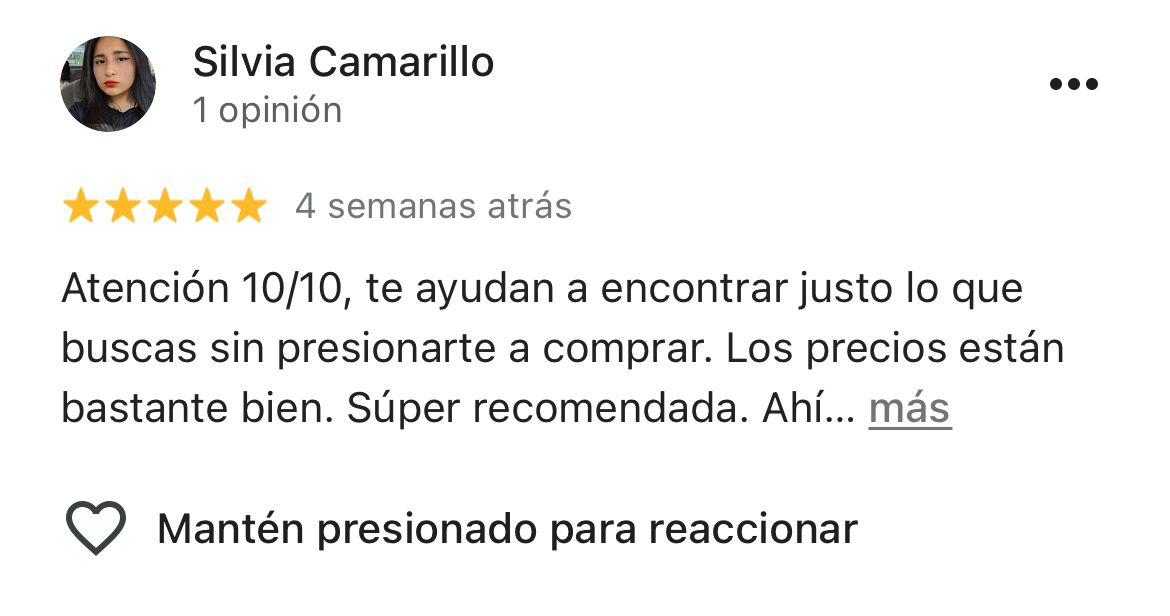 Silvia Camarillo
1 opinión
4 semanas atrás
Atención 10/10, te ayudan a encontrar justo lo que
buscas sin presionarte a comprar. Los precios están
bastante bien. Súper recomendada. Ahí... más
Mantén presionado para reaccionar